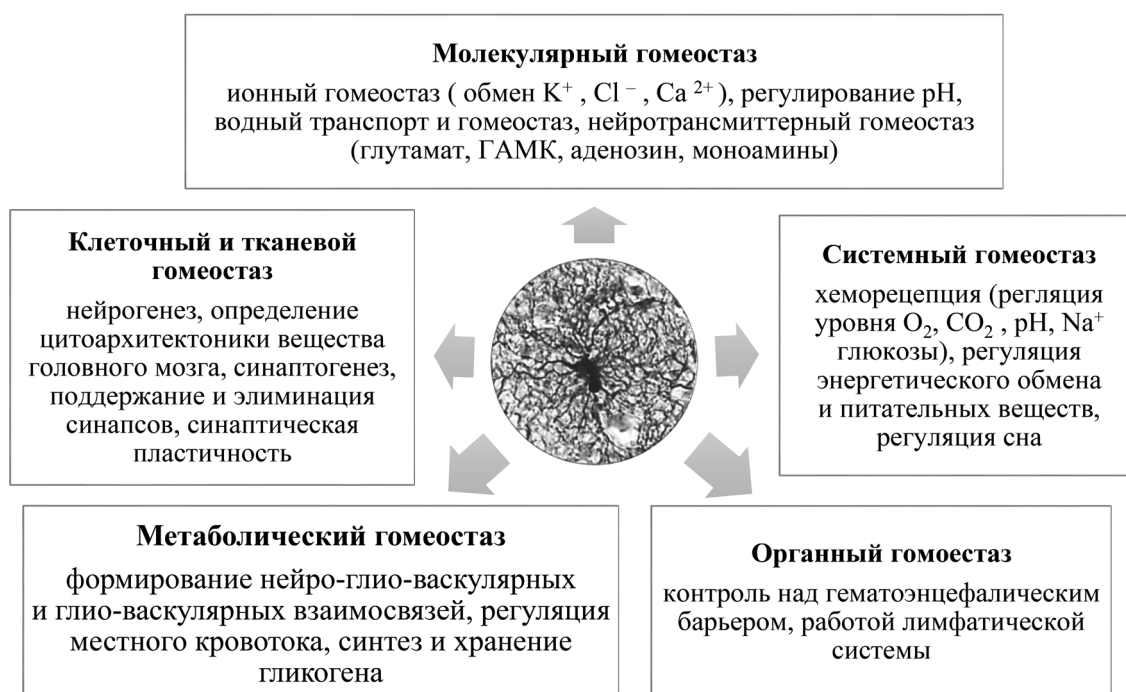 Молекулярный гомеостаз
ионный гомеостаз ( обмен K⁺ , Cl ⁻ , Ca ²⁺ ), регулирование pH,
водный транспорт и гомеостаз, нейротрансмиттерный гомеостаз
(глутамат, ГАМК, аденозин, моноамины)
Клеточный и тканевой
гомеостаз
нейрогенез, определение
цитоархитектоники вещества
головного мозга, синаптогенез,
поддержание и элиминация
синапсов, синаптическая
пластичность
Системный гомеостаз
хеморецепция (регляция
уровня O₂, CO₂ , pH, Na⁺
глюкозы), регуляция
энергетического обмена
и питательных веществ,
регуляция сна
Метаболический гомеостаз
формирование нейро-глио-васкулярных
и глио-васкулярных взаимосвязей, регуляция
местного кровотока, синтез и хранение
гликогена
Органный гомоестаз
контроль над гематоэнцефалическим
барьером, работой лимфатической
системы